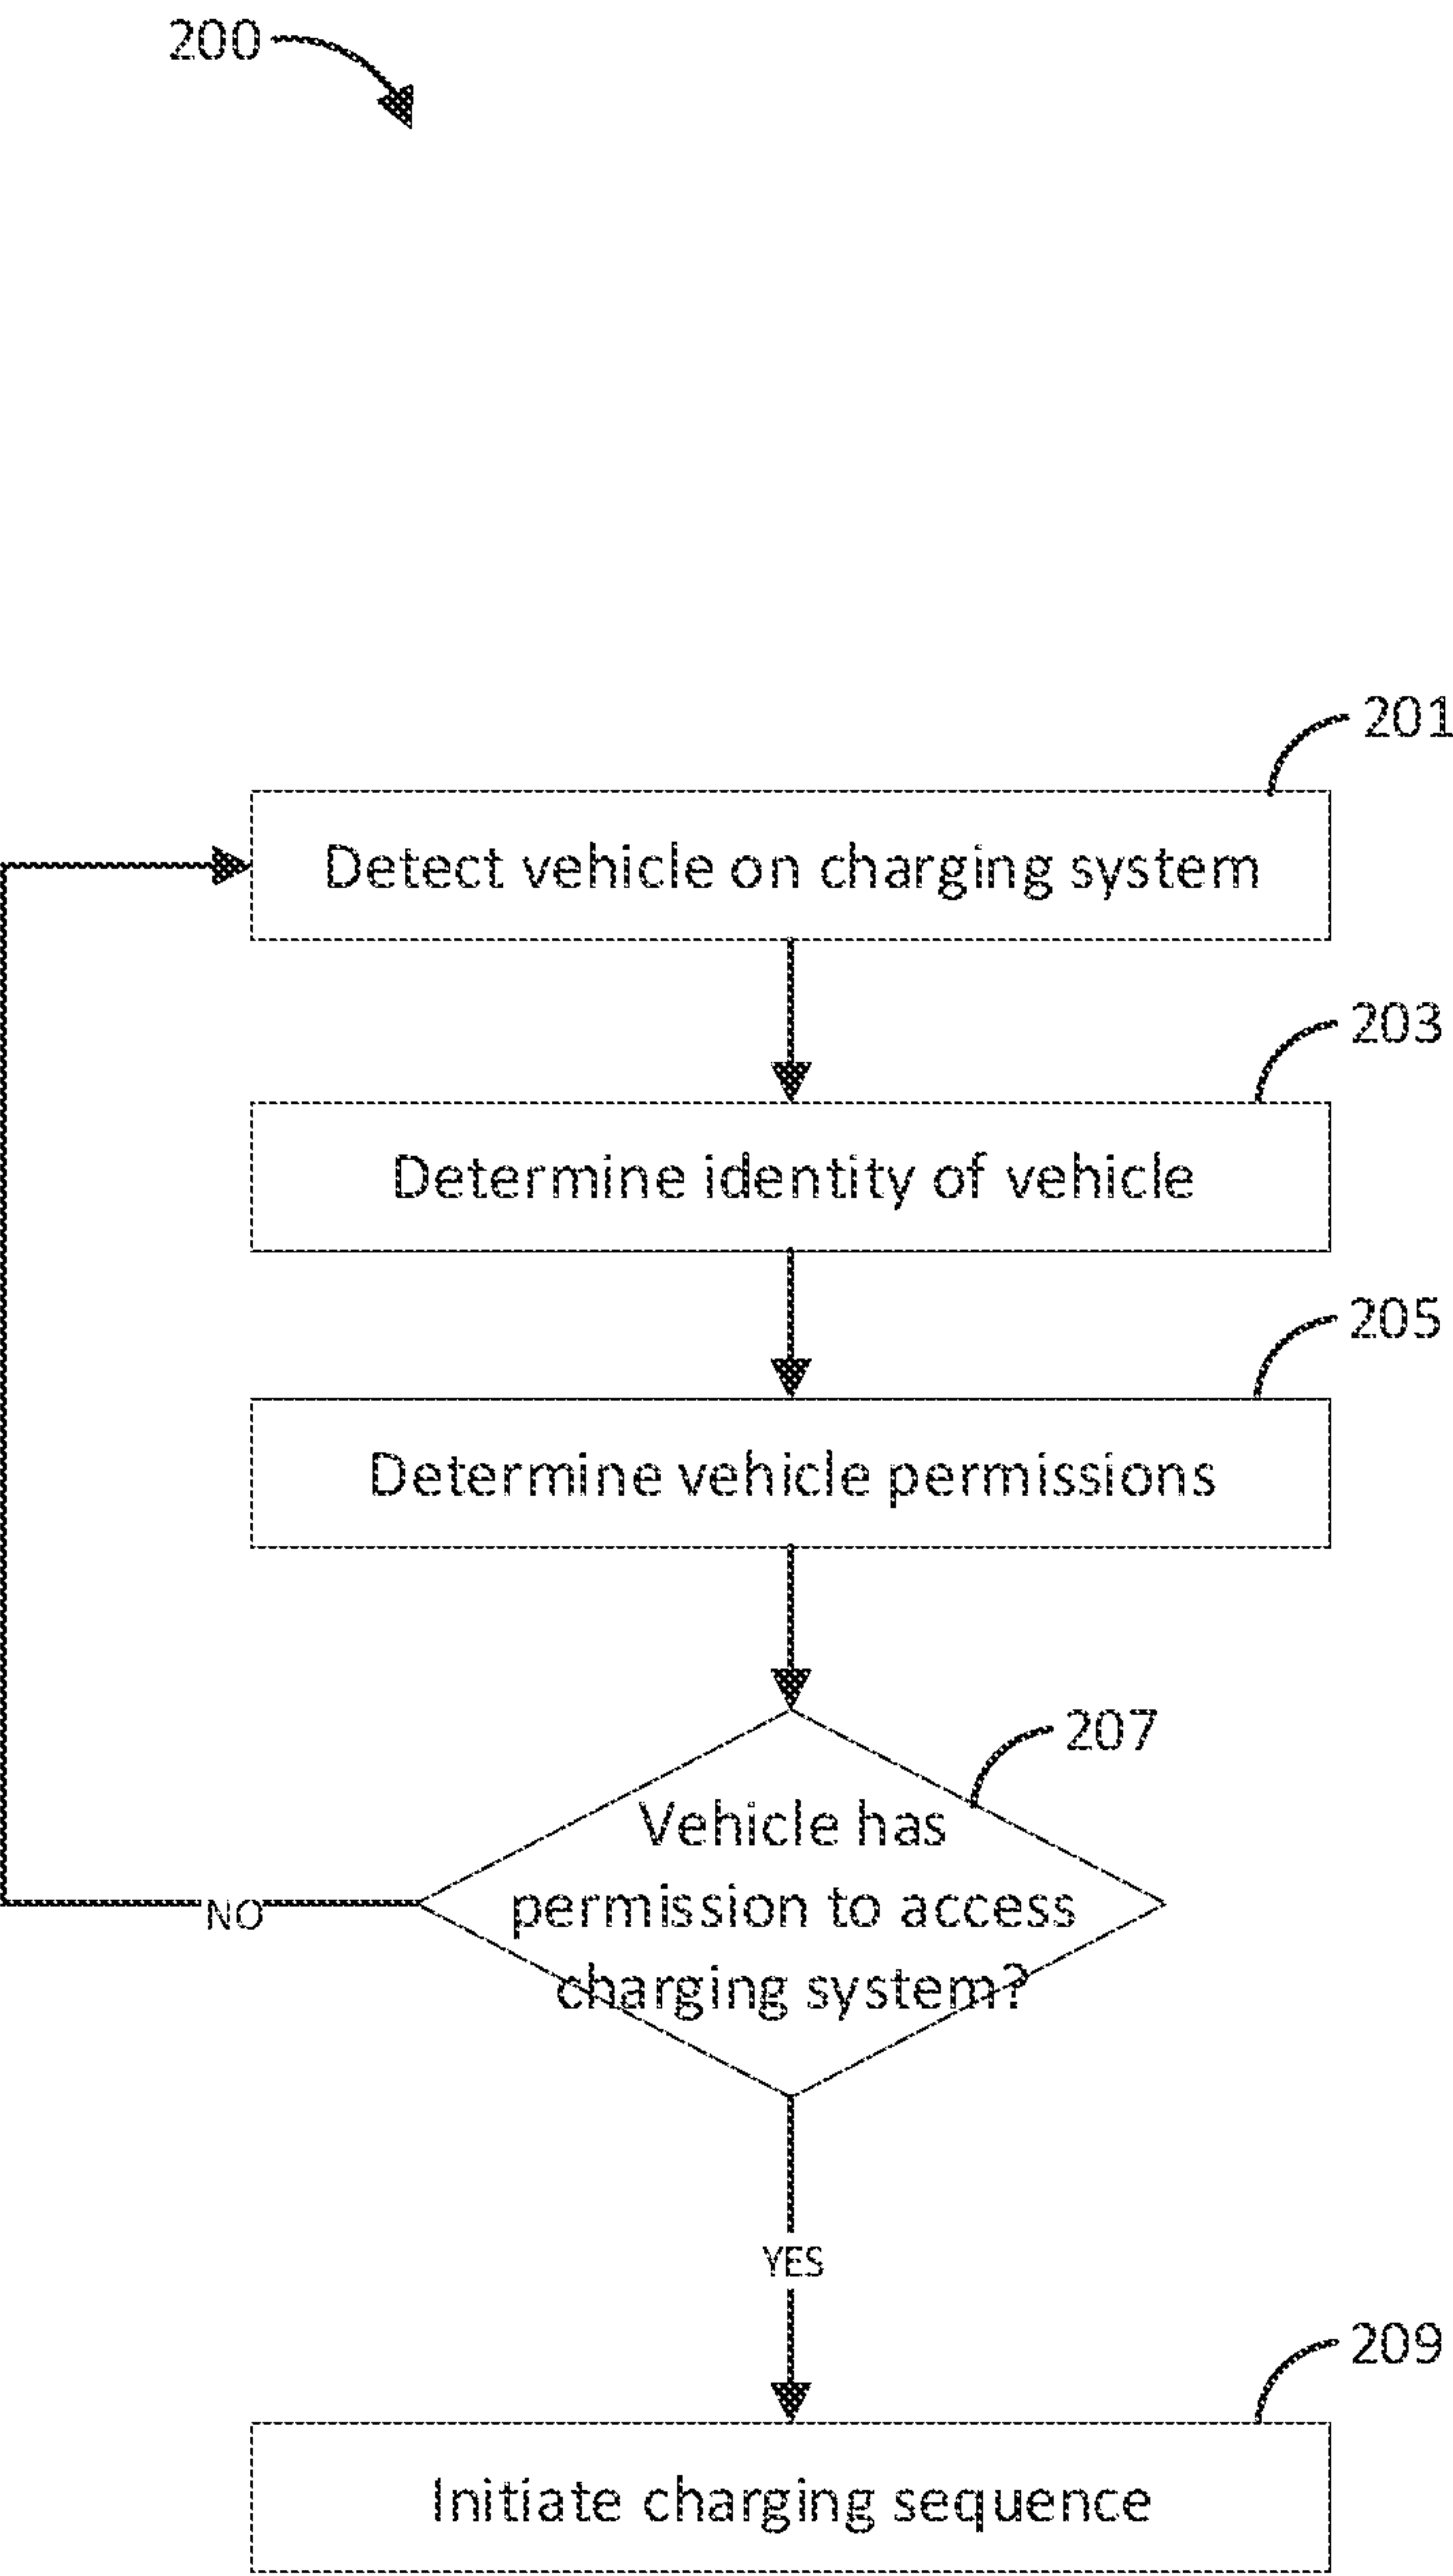 200
201
Detect vehicle on charging system
203
Determine identity of vehicle
205
Determine vehicle permissions
207
Vehicle has
permission to access
charging system?
NO
YES
209
Initiate charging sequence